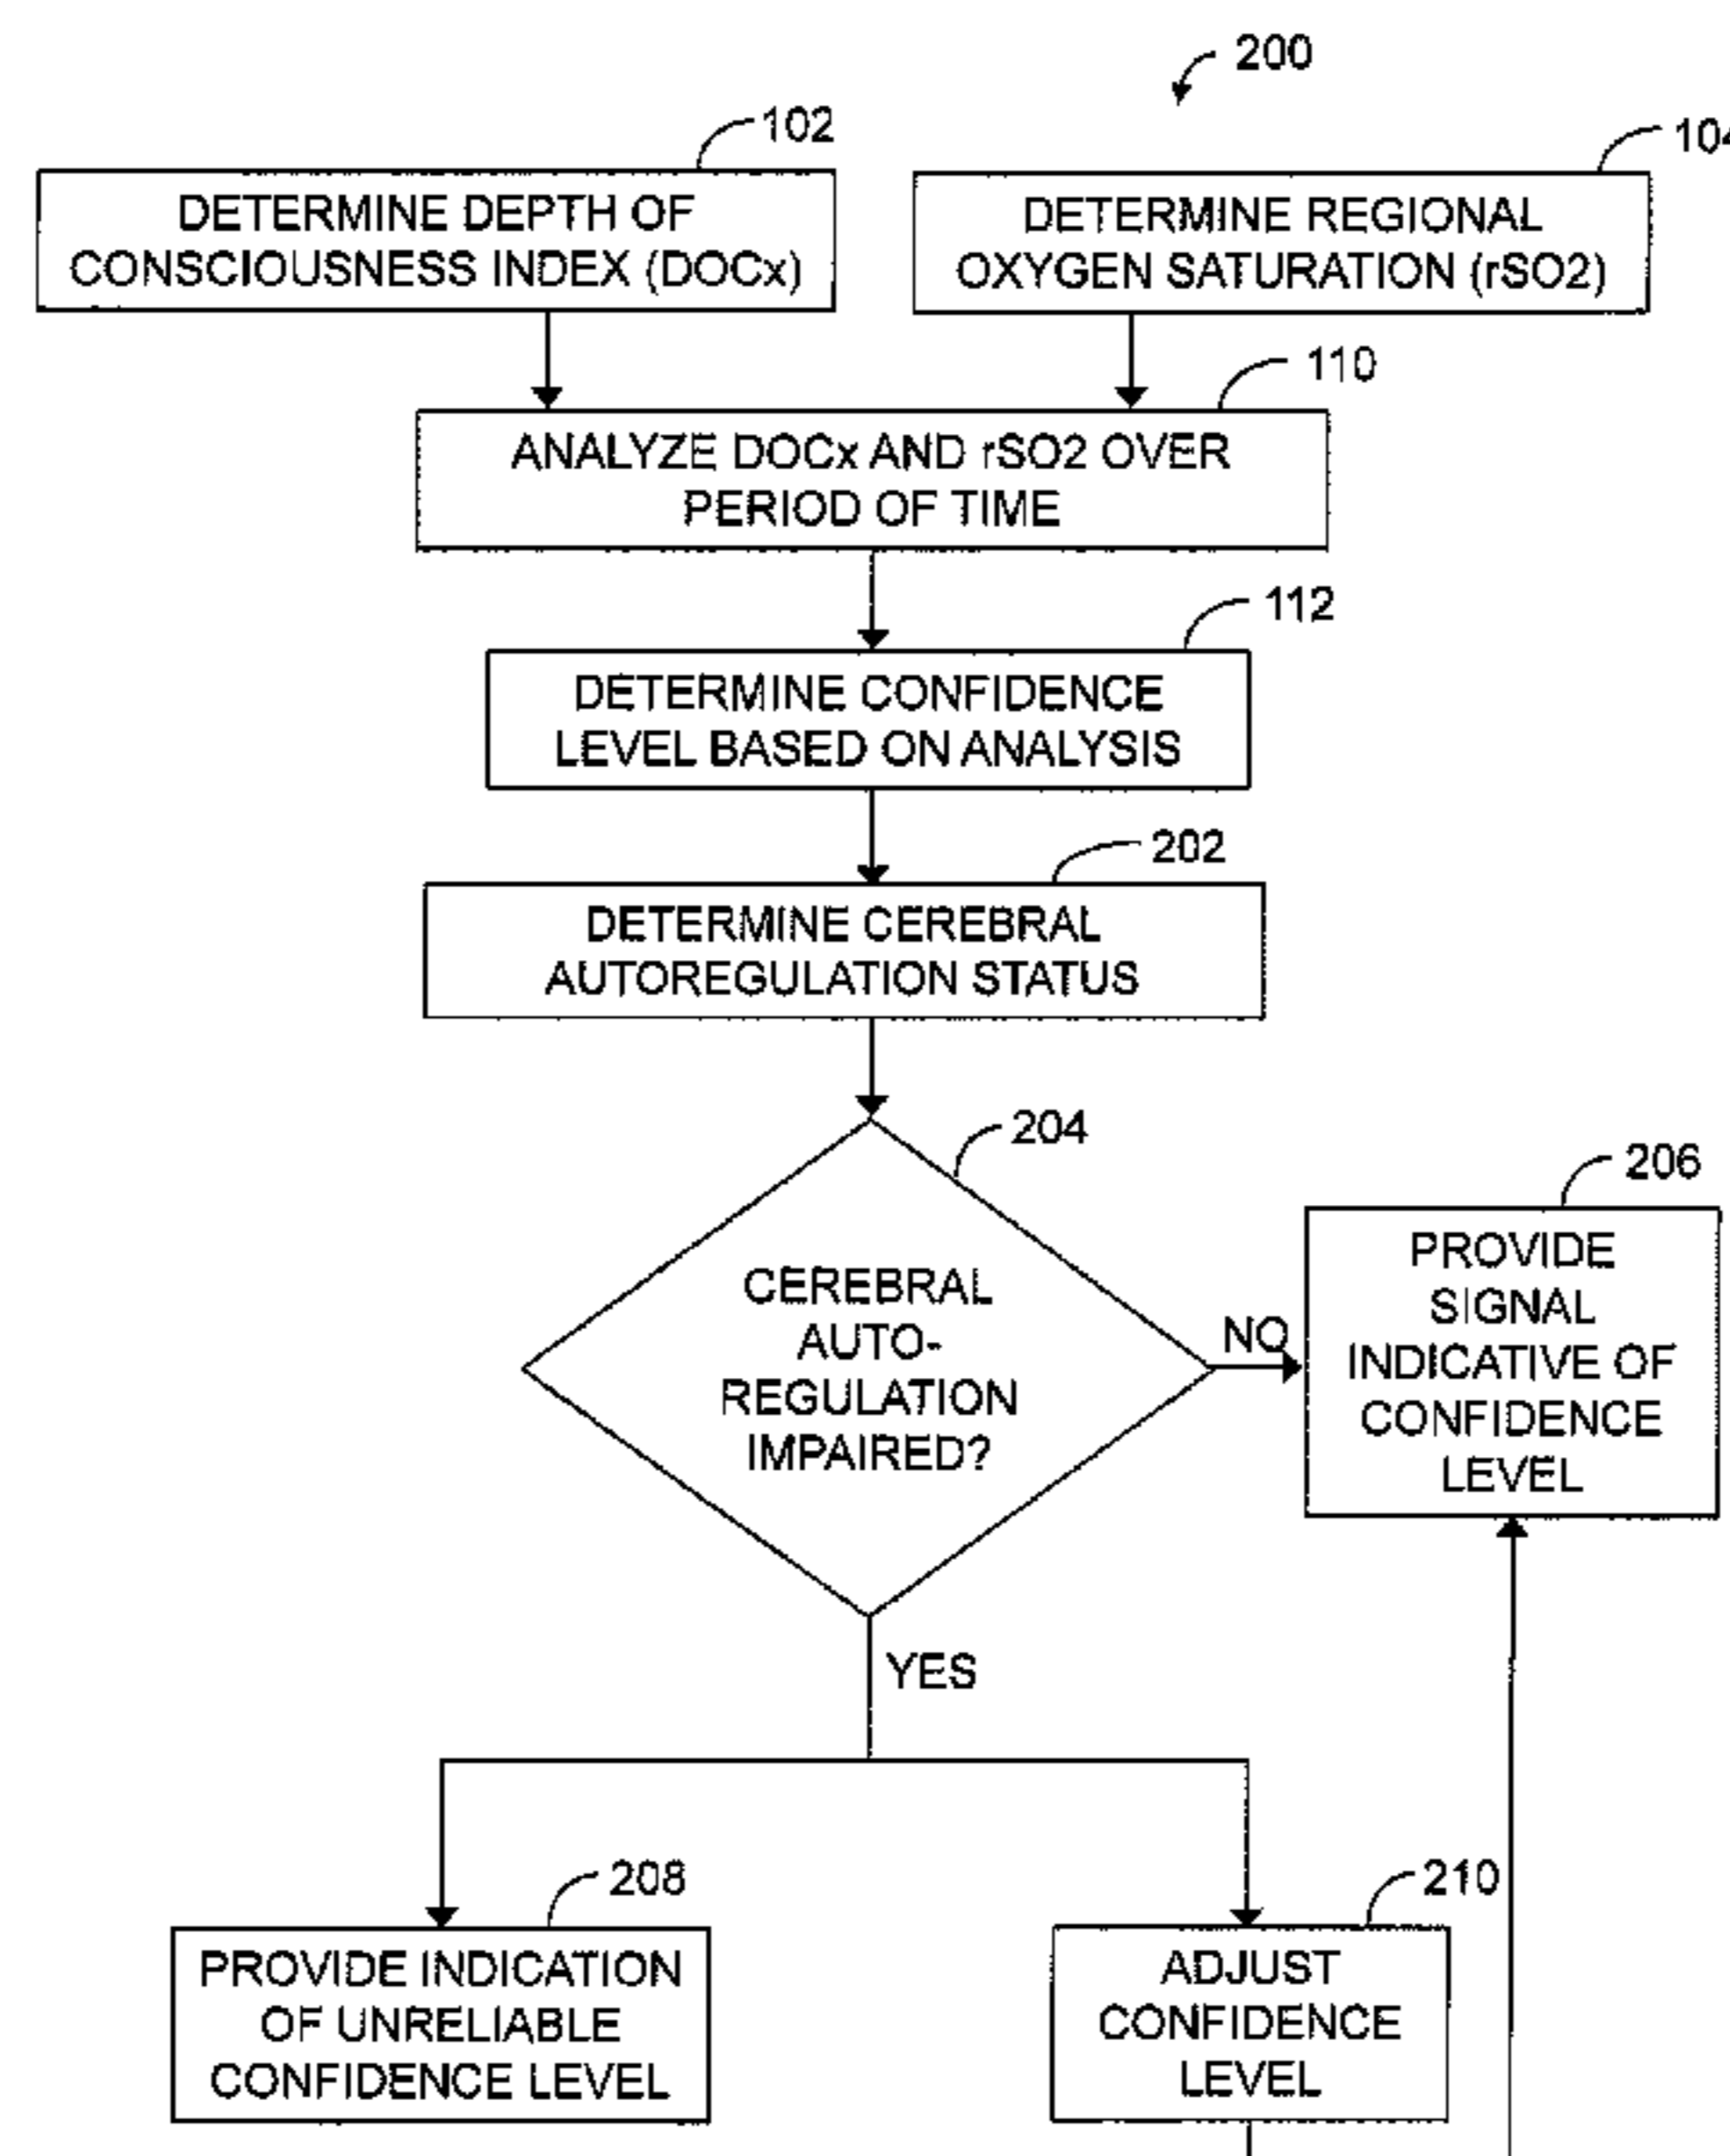 200
102
104
DETERMINE DEPTH OF
CONSCIOUSNESS INDEX (DOCx)
DETERMINE REGIONAL
OXYGEN SATURATION (rSO2)
110
ANALYZE DOCx AND rSO2 OVER
PERIOD OF TIME
112
DETERMINE CONFIDENCE
LEVEL BASED ON ANALYSIS
202
DETERMINE CEREBRAL
AUTOREGULATION STATUS
204
CEREBRAL
AUTO-
REGULATION
IMPAIRED?
NO
206
PROVIDE
SIGNAL
INDICATIVE OF
CONFIDENCE
LEVEL
YES
208
PROVIDE INDICATION
OF UNRELIABLE
CONFIDENCE LEVEL
210
ADJUST
CONFIDENCE
LEVEL